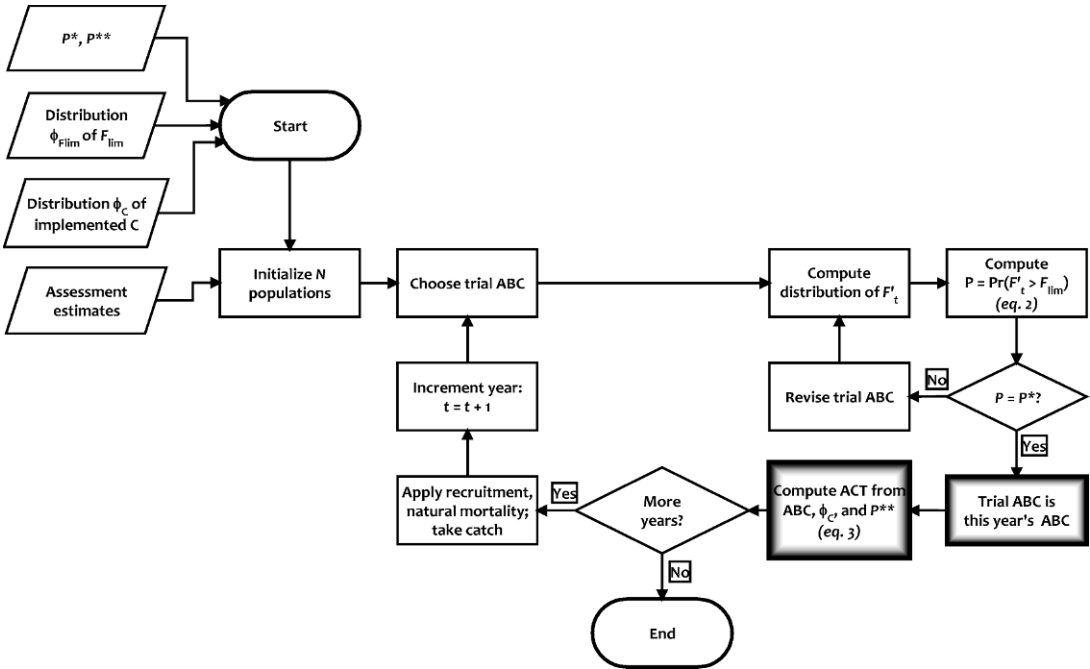 P*, P**
Distribution
ϕFlim of Flim
Start
Distribution ϕC of
implemented C
Assessment
estimates
Initialize N
populations
Choose trial ABC
Compute
distribution of F't
Compute
P = Pr(F't > Flim)
(eq. 2)
Increment year:
t = t + 1
Revise trial ABC
No
P = P*?
Yes
Apply recruitment,
natural mortality;
take catch
Yes
More
years?
Compute ACT from
ABC, ϕC, and P**
(eq. 3)
Trial ABC is
this year's ABC
No
End